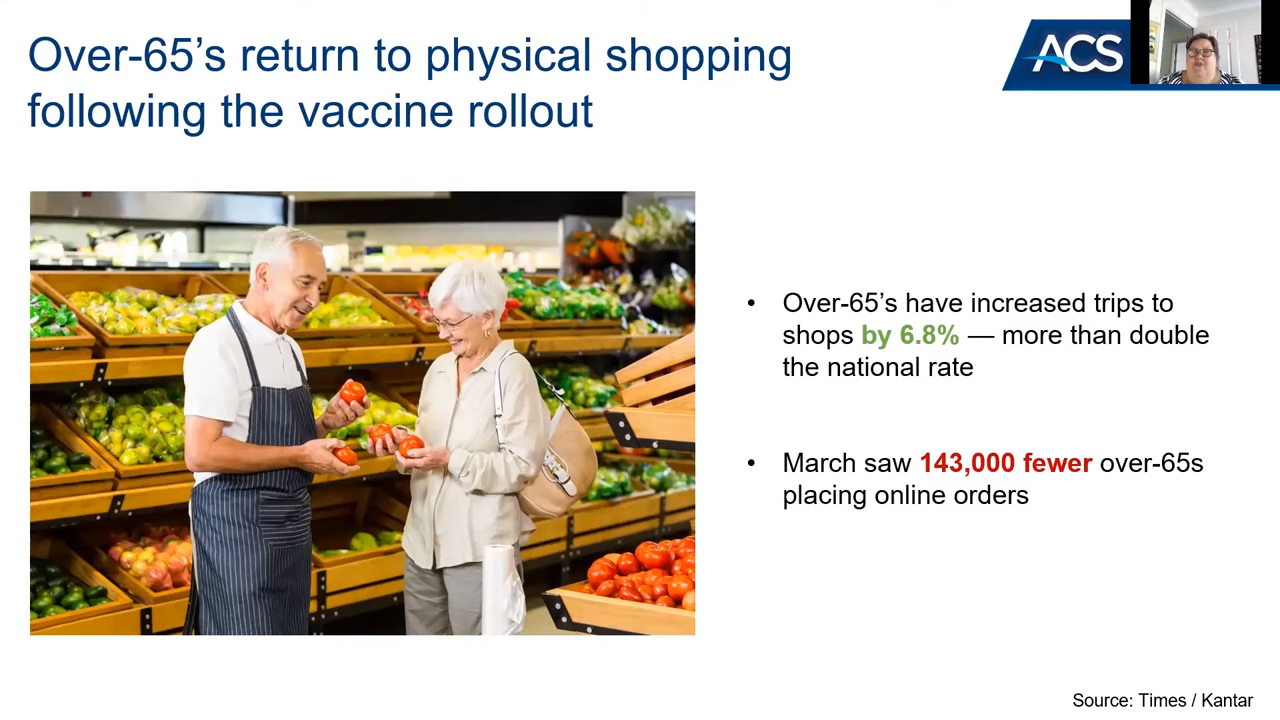 Over-65’s return to physical shopping
following the vaccine rollout
ACS
• Over-65’s have increased trips to
shops by 6.8% — more than double
the national rate
• March saw 143,000 fewer over-65s
placing online orders
Source: Times / Kantar